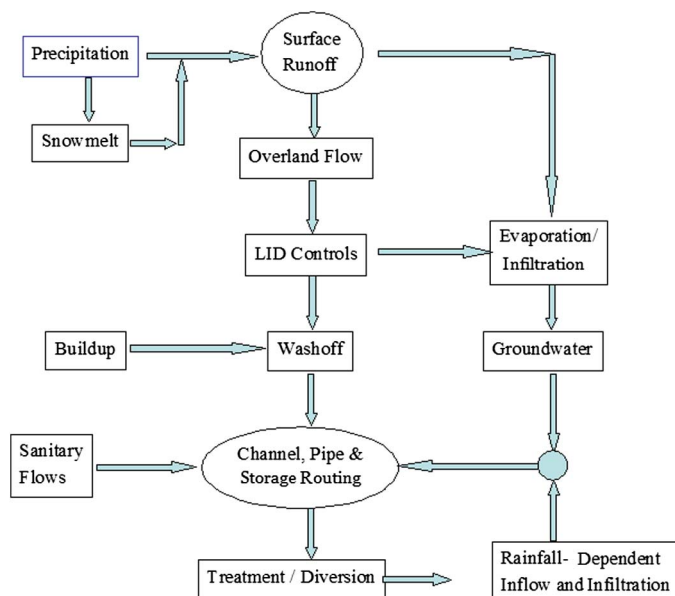 Precipitation
Surface
Runoff
Snowmelt
Overland Flow
LID Controls
Evaporation/
Infiltration
Buildup
Washoff
Groundwater
Sanitary
Flows
Channel, Pipe &
Storage Routing
Treatment / Diversion
Rainfall- Dependent
Inflow and Infiltration